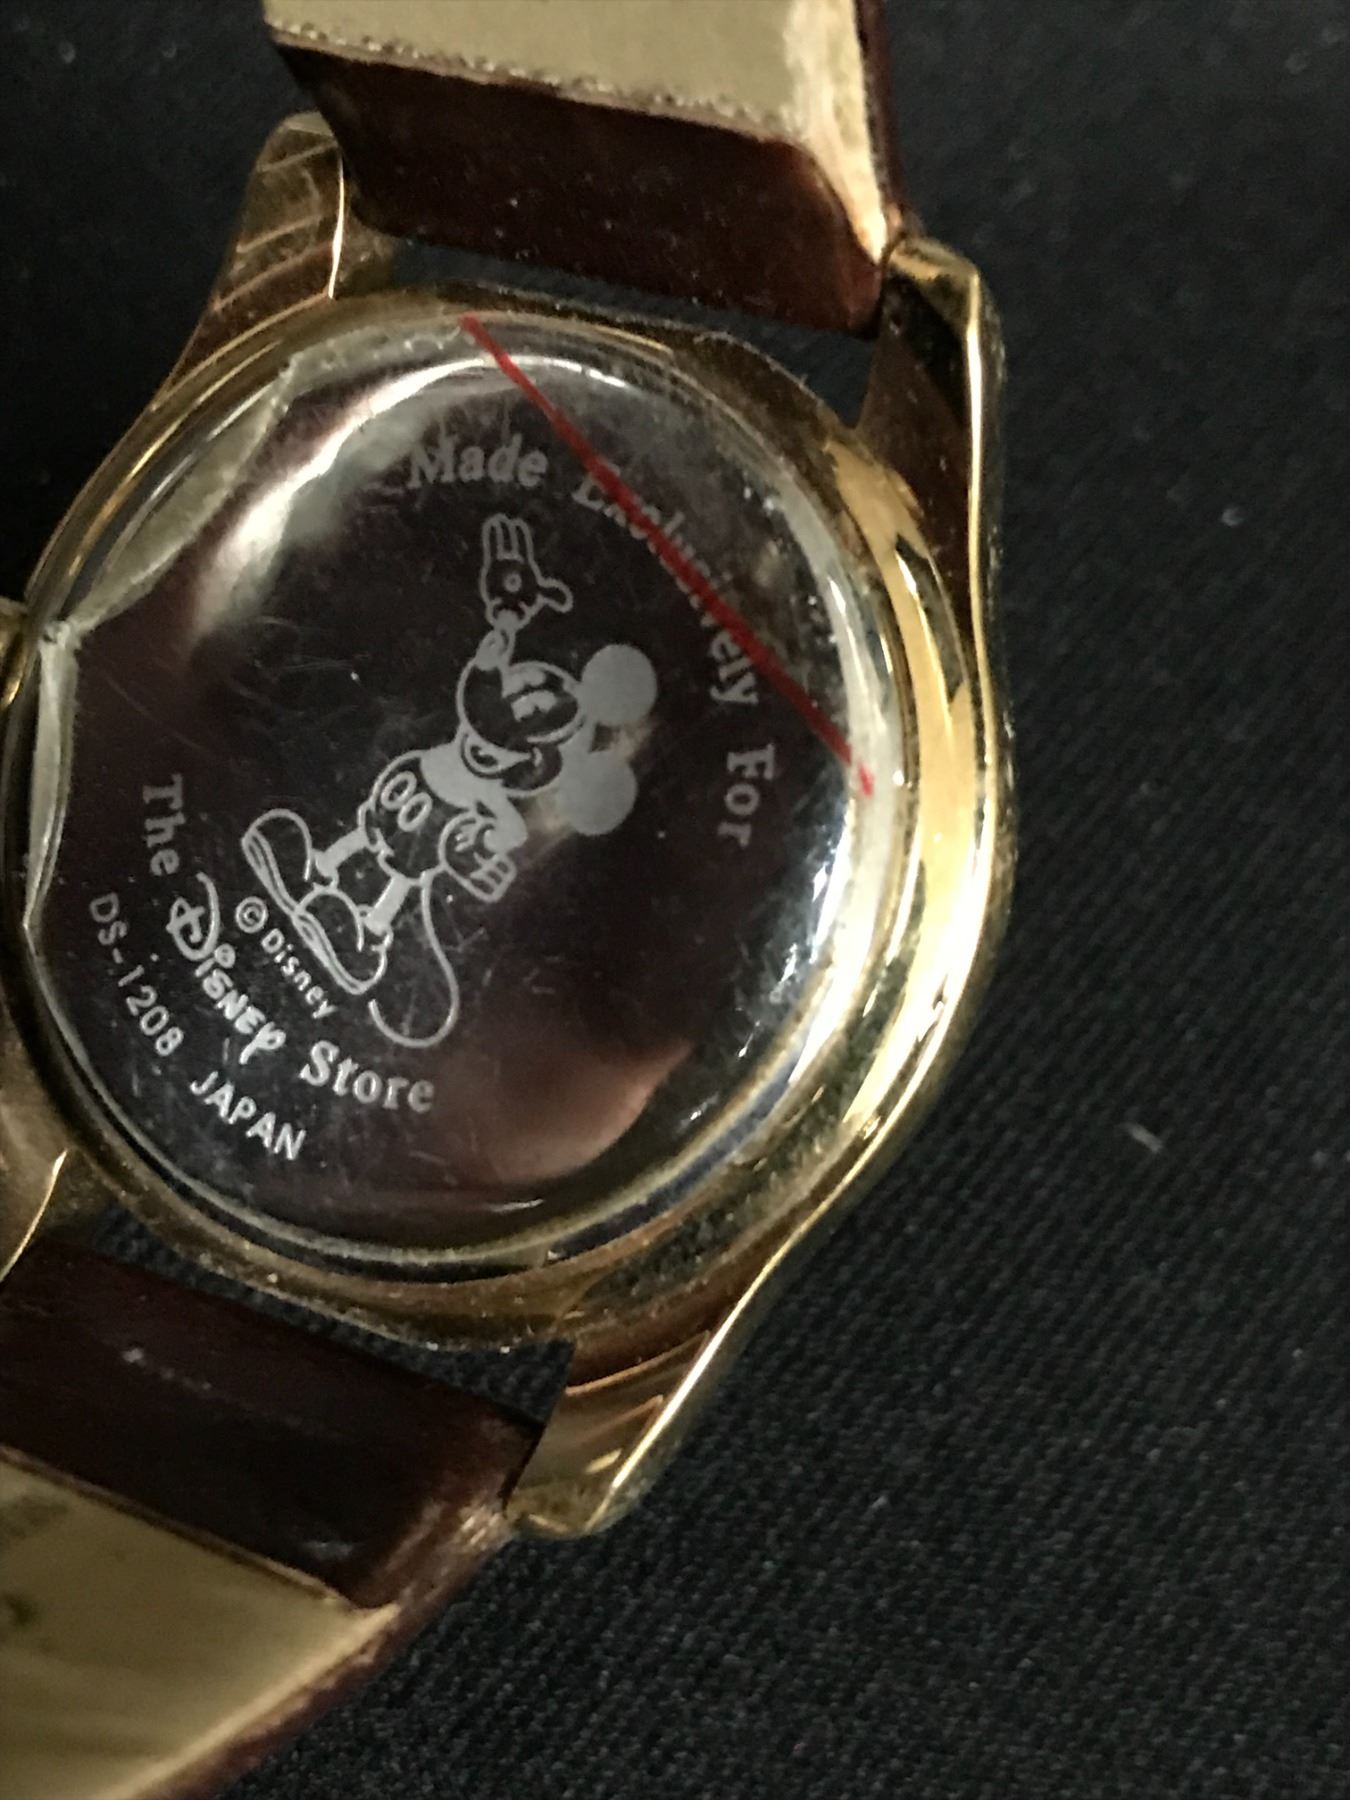 Made Exclusively For
The Disney Store
©Disney
DS-1208 JAPAN